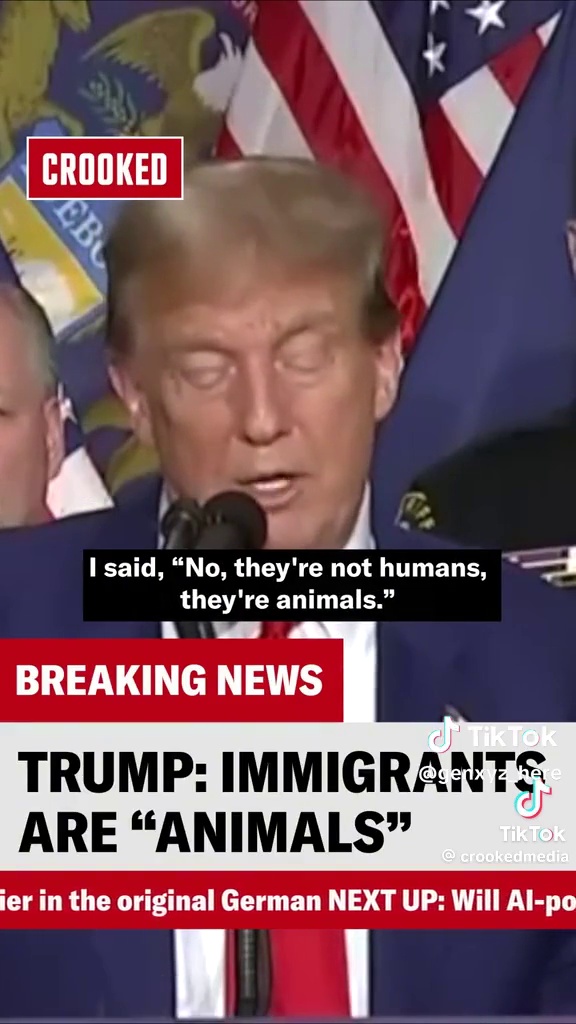 CROOKED
I said, “No, they're not humans,
they're animals.”
BREAKING NEWS
TikTok
@genxyz_here
TRUMP: IMMIGRANTS
ARE “ANIMALS”
TikTok
@ crookedmedia
ier in the original German NEXT UP: Will AI-po